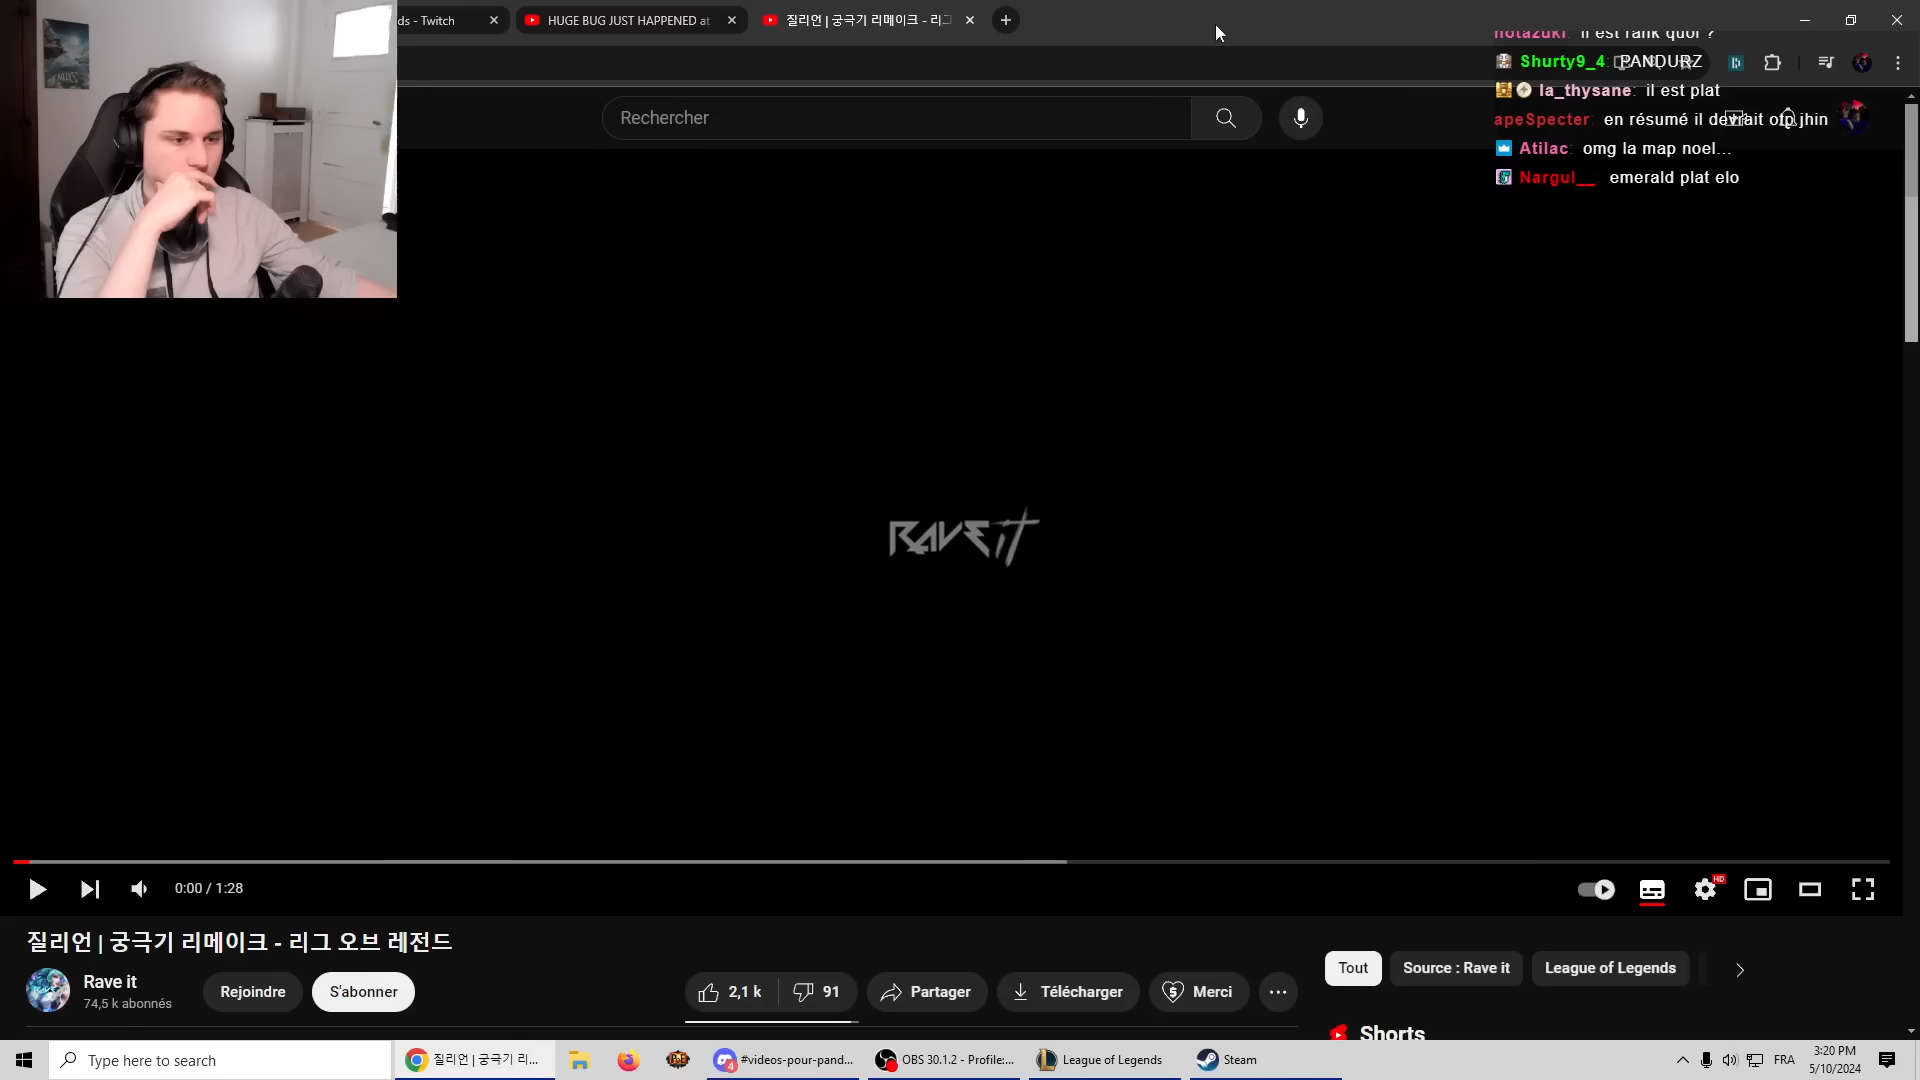 ds - Twitch
HUGE BUG JUST HAPPENED at
질리언 | 궁극기 리메이크 - 리그
notazuki: il est rank quoi ?
Shurty9_4: PANDURZ
la_thysane: il est plat
apeSpecter: en résumé il devrait otp jhin
Atilac: omg la map noel...
Nargul__ emerald plat elo
Rechercher
RAVE IT
0:00 / 1:28
HD
질리언 | 궁극기 리메이크 - 리그 오브 레전드
Rave it
74,5 k abonnés
Rejoindre
S'abonner
2,1 k
91
Partager
Télécharger
Merci
Tout
Source : Rave it
League of Legends
Shorts
Type here to search
질리언 | 궁극기 리...
4
#videos-pour-pand...
OBS 30.1.2 - Profile:...
League of Legends
Steam
FRA
3:20 PM
5/10/2024